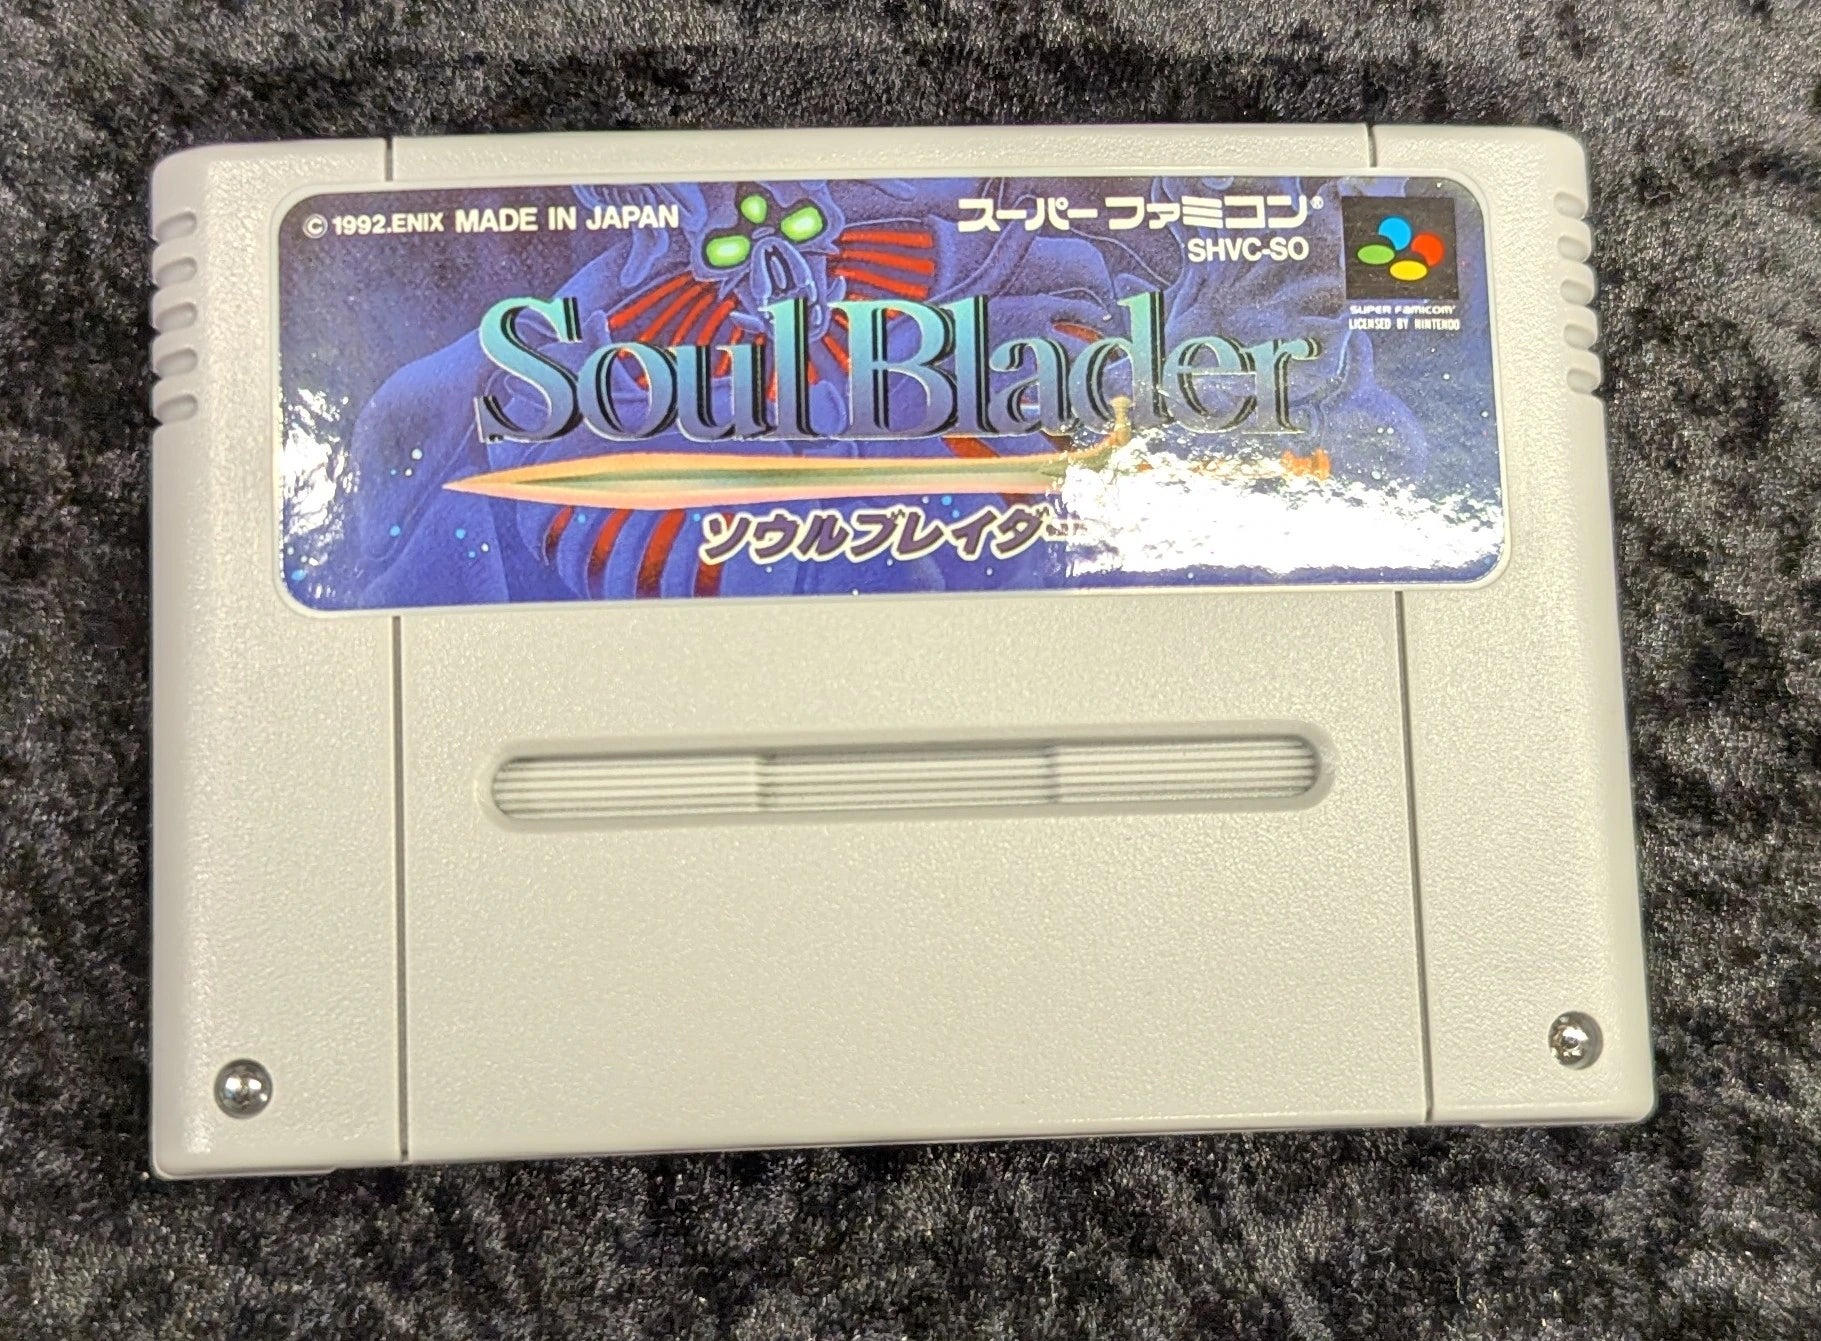 © 1992.ENIX MADE IN JAPAN
スーパーファミコン®
SHVC-SO
SUPER FAMICOM
LICENSED BY NINTENDO
Soul Blader
ソウルブレイダー